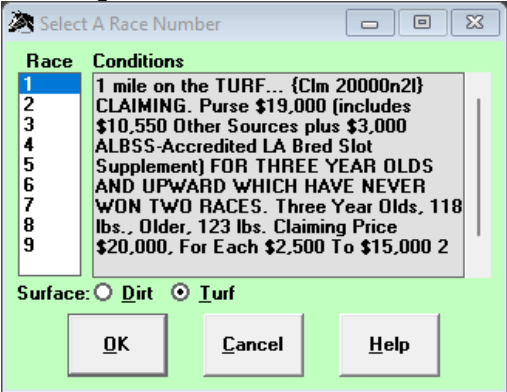 Select A Race Number
Race Conditions
1
2
3
4
5
6
7
8
9
1 mile on the TURF... {Clm 20000n2l}
CLAIMING. Purse $19,000 (includes
$10,550 Other Sources plus $3,000
ALBSS-Accredited LA Bred Slot
Supplement) FOR THREE YEAR OLDS
AND UPWARD WHICH HAVE NEVER
WON TWO RACES. Three Year Olds, 118
lbs., Older, 123 lbs. Claiming Price
$20,000, For Each $2,500 To $15,000 2
Surface: Dirt Turf
OK Cancel Help